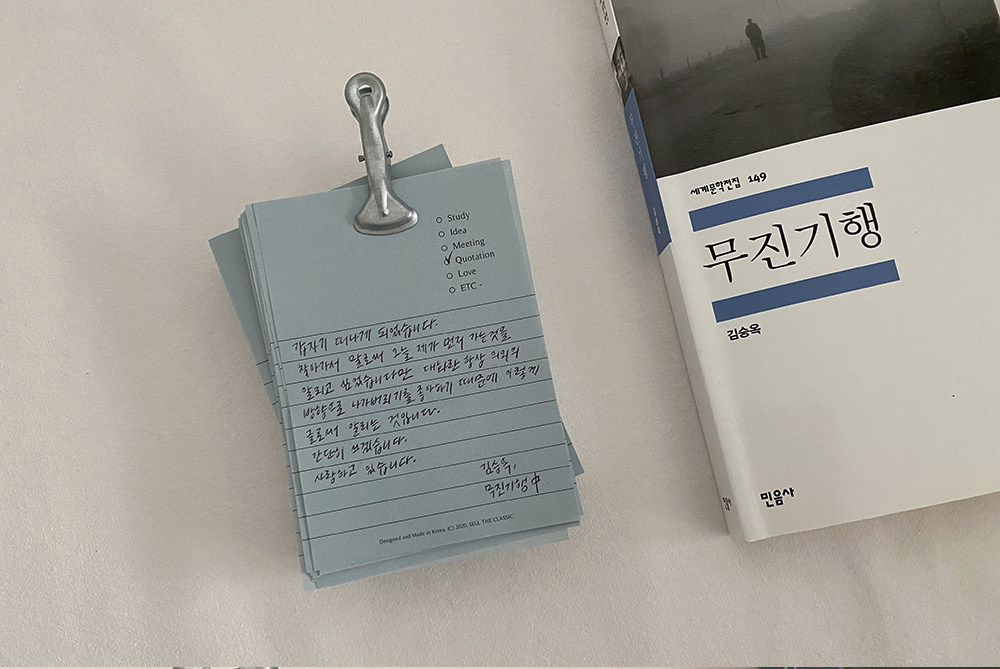 Study
Idea
Meeting
Quotation
Love
ETC -
갑자기 떠나게 되었습니다.
찾아가서 말로써 오늘 제가 먼저 가는것을
알리고 싶었습니다만 대화란 항상 의외의
방향으로 나가버리기를 좋아하기 때문에 이렇게
글로써 알리는 것입니다.
간단히 쓰겠습니다.
사랑하고 있습니다.
김승옥,
무진기행 中.
Designed and Made in Korea. (C) 2020, SELL THE CLASSIC
세계문학전집 149
무진기행
김승옥
민음사
무진기행